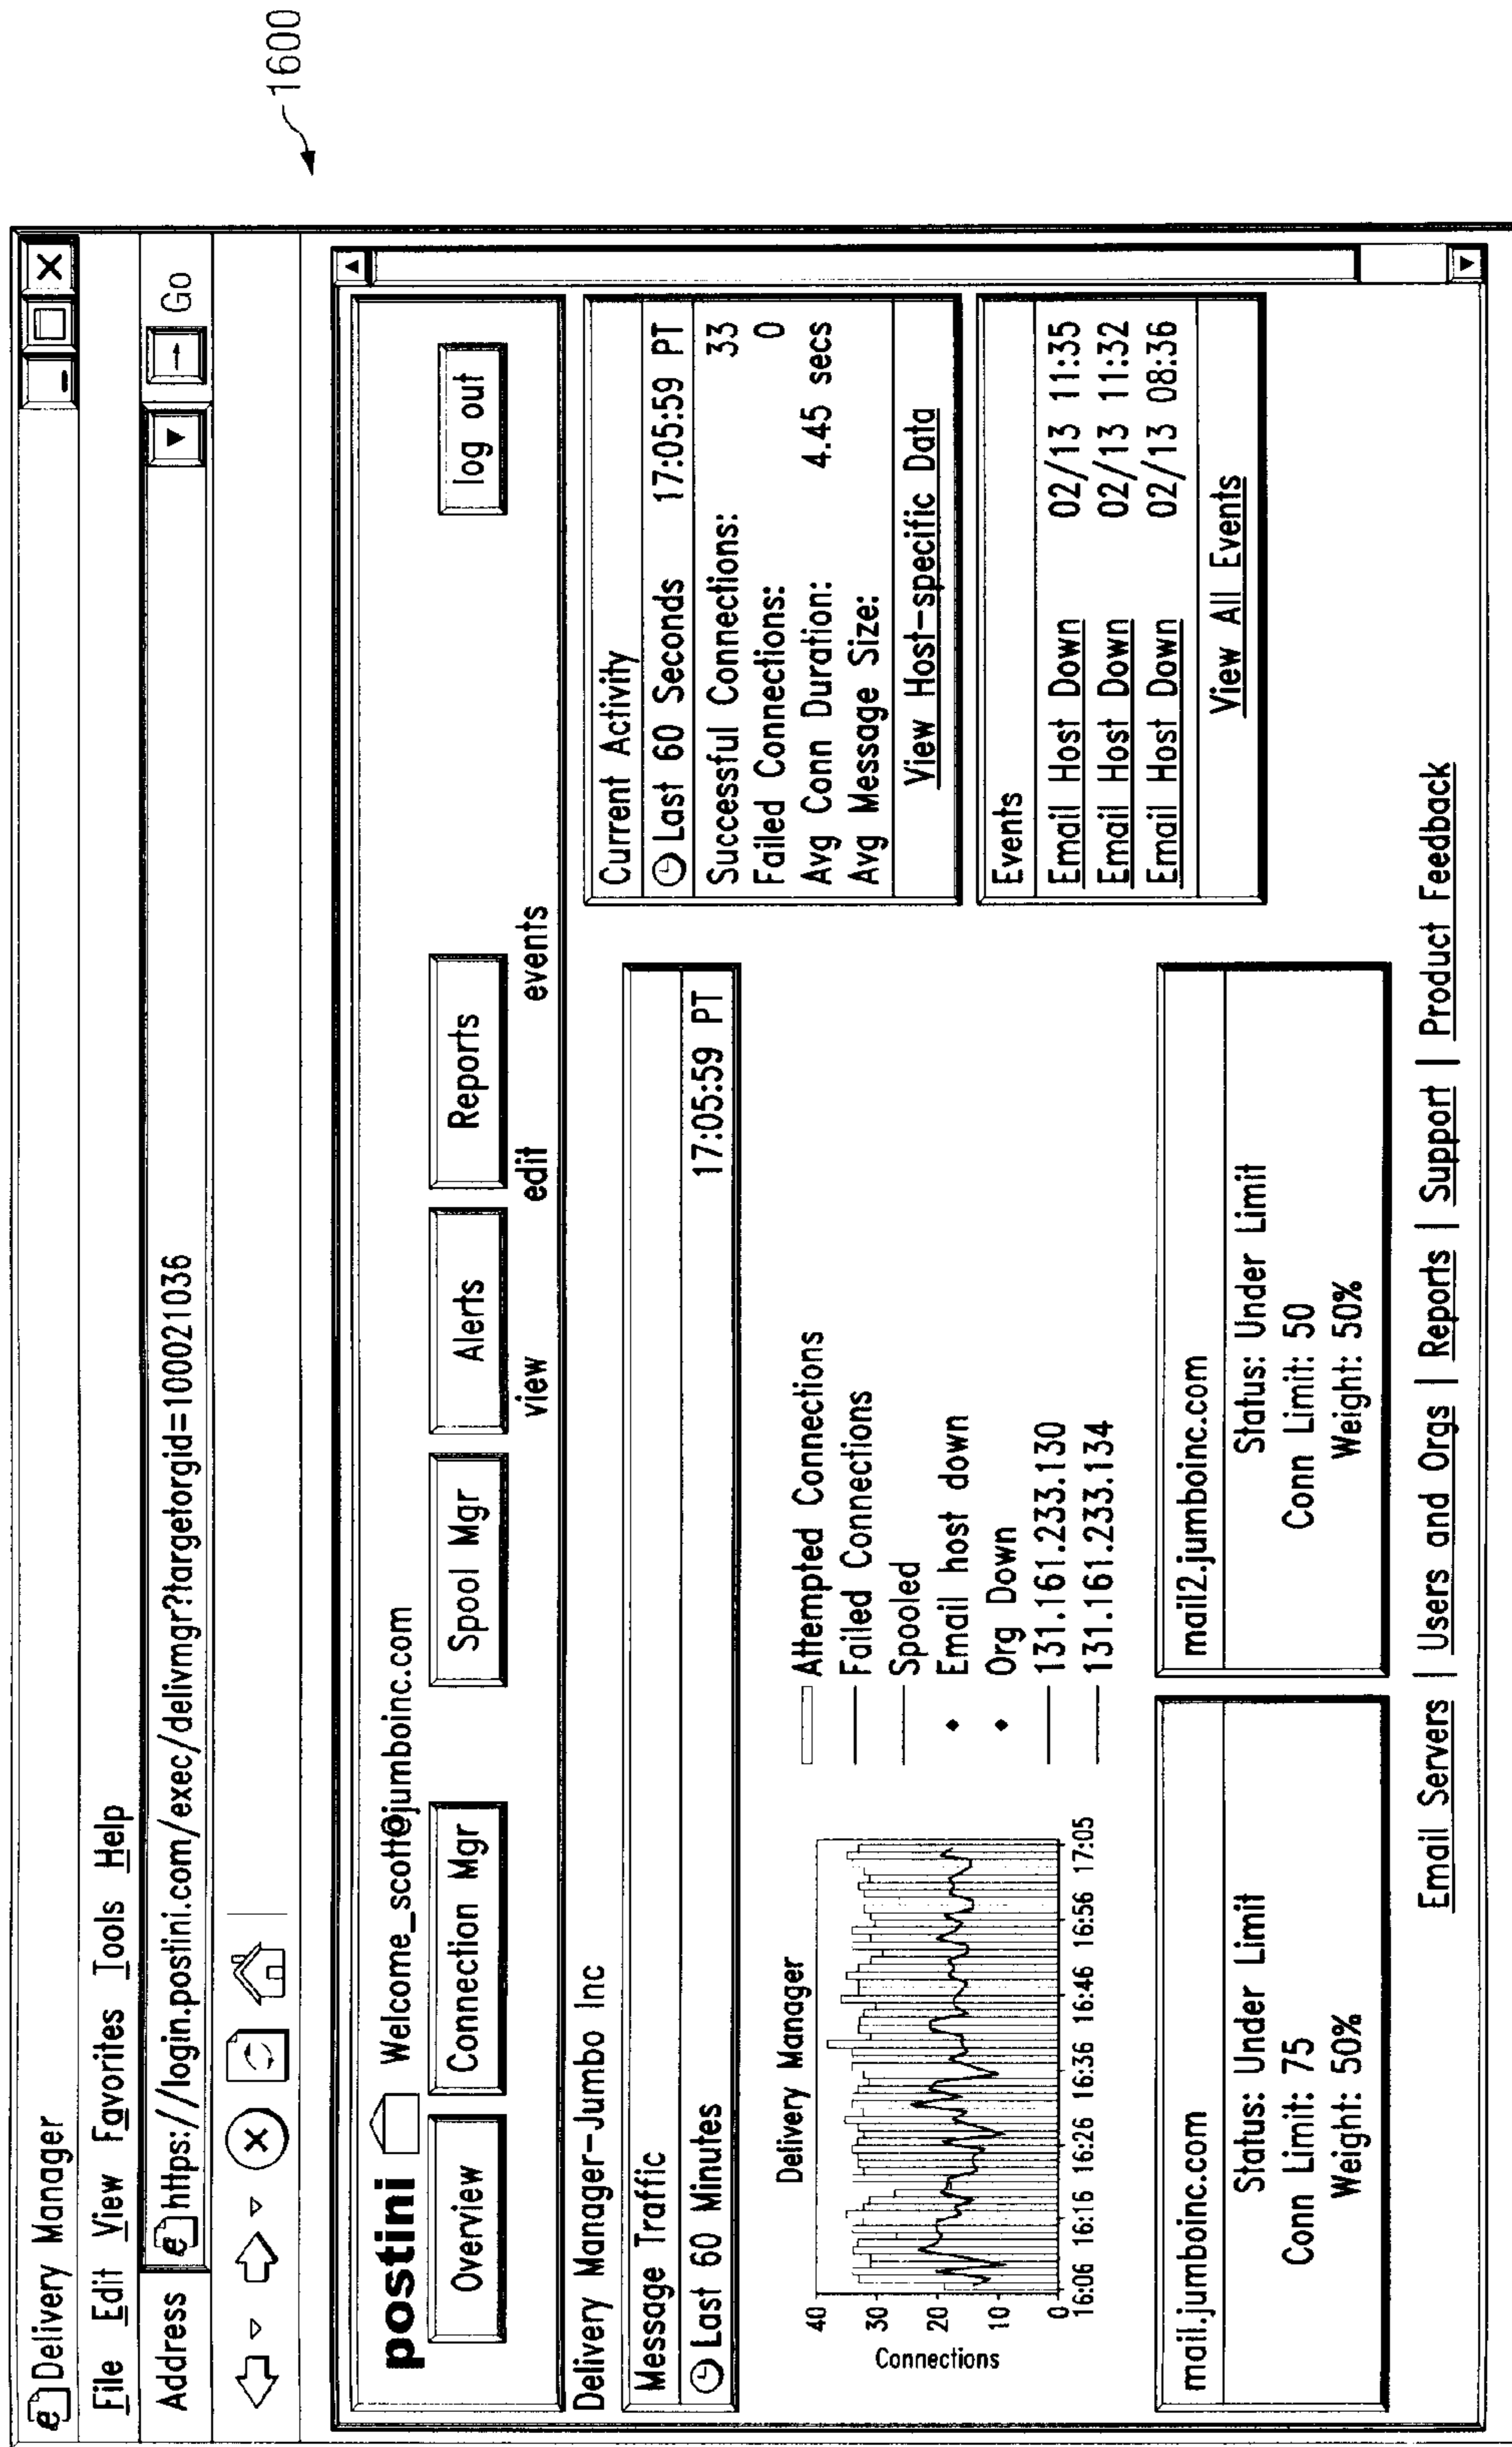 1600
Delivery Manager
File Edit View Favorites Tools Help
Address https://login.postini.com/exec/delivmgr?targetorgid=100021036 Go
postini Welcome_scott@jumboinc.com
Overview Connection Mgr Spool Mgr Alerts Reports log out
view edit events
Delivery Manager-Jumbo Inc
Message Traffic
Last 60 Minutes 17:05:59 PT
Delivery Manager
Connections
40
30
20
10
0
16:06 16:16 16:26 16:36 16:46 16:56 17:05
Attempted Connections
Failed Connections
Spooled
Email host down
Org Down
131.161.233.130
131.161.233.134
Current Activity
Last 60 Seconds 17:05:59 PT
Successful Connections: 33
Failed Connections: 0
Avg Conn Duration: 4.45 secs
Avg Message Size:
View Host-specific Data
Events
Email Host Down 02/13 11:35
Email Host Down 02/13 11:32
Email Host Down 02/13 08:36
View All Events
mail.jumboinc.com
Status: Under Limit
Conn Limit: 75
Weight: 50%
mail2.jumboinc.com
Status: Under Limit
Conn Limit: 50
Weight: 50%
Email Servers | Users and Orgs | Reports | Support | Product Feedback